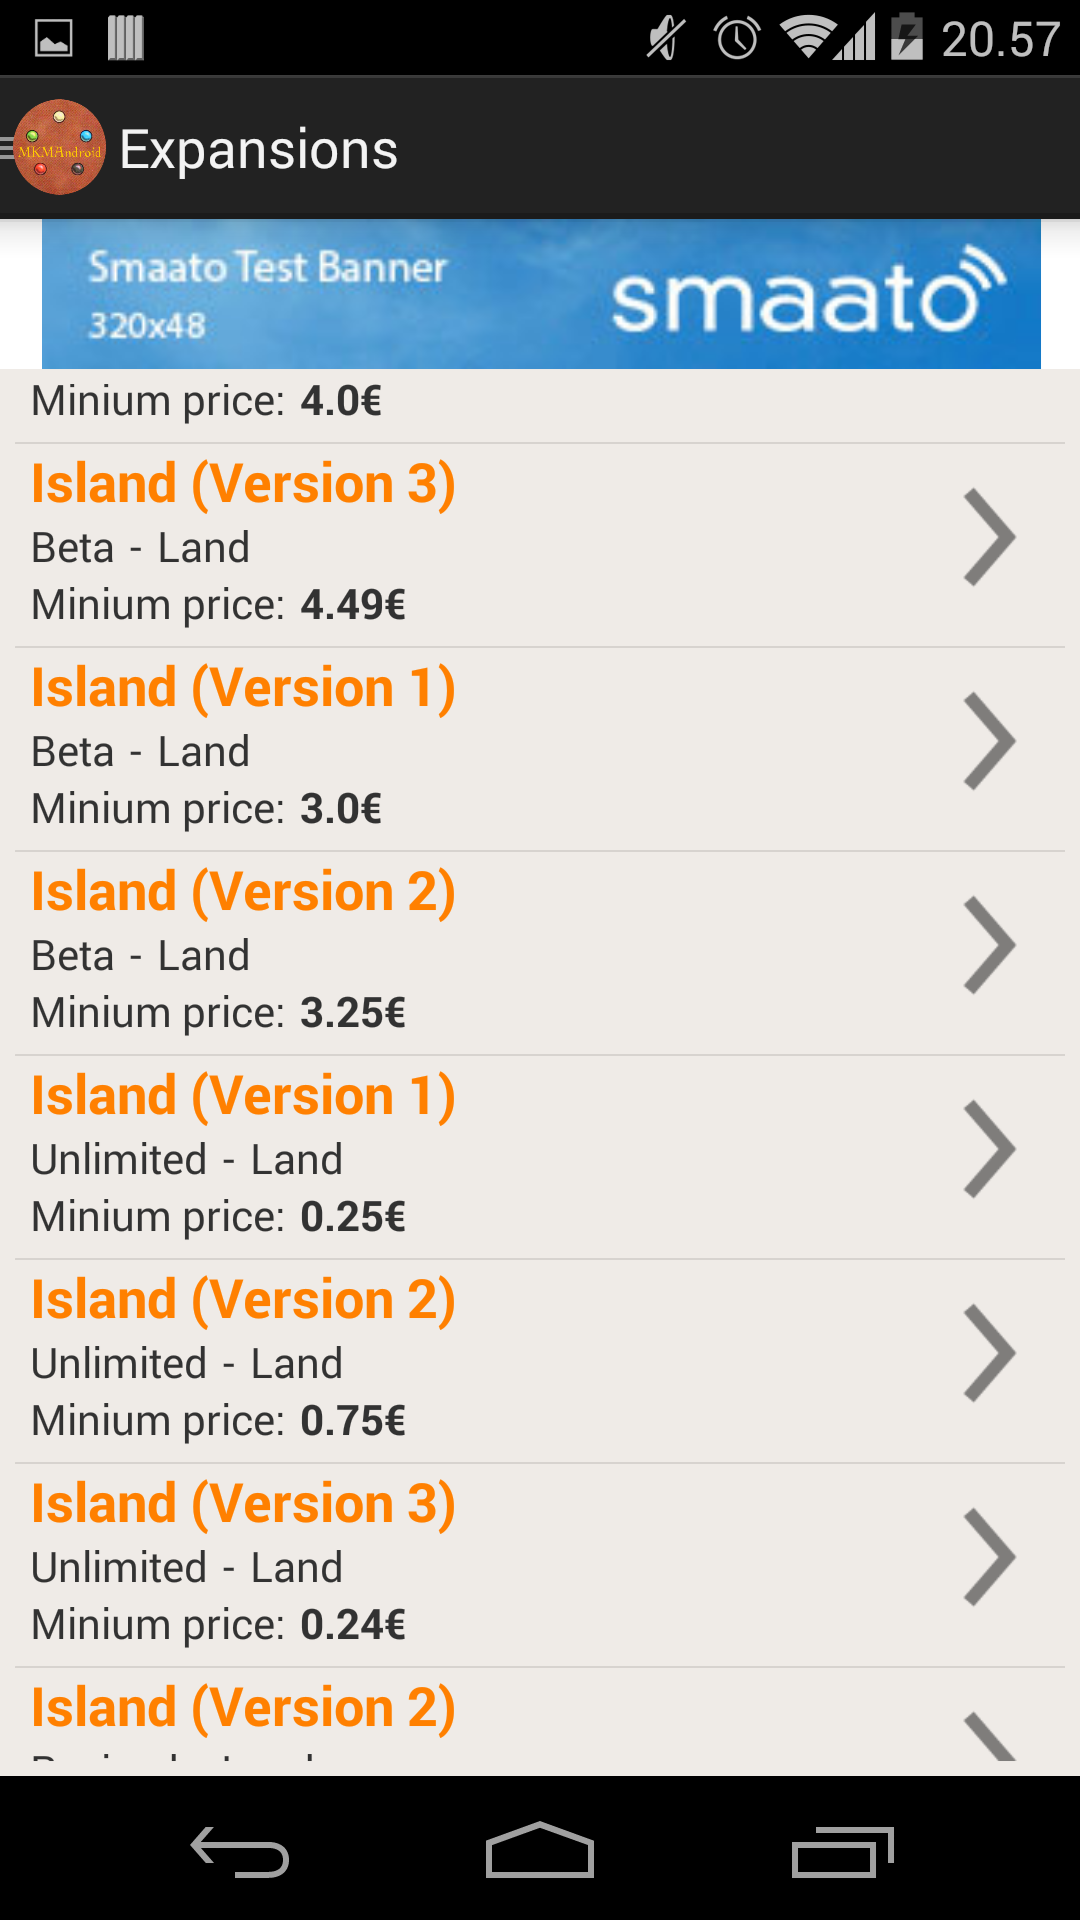 20.57
MKMAndroid
Expansions
Smaato Test Banner
320x48
smaato
Minium price: 4.0€
Island (Version 3)
Beta - Land
Minium price: 4.49€
Island (Version 1)
Beta - Land
Minium price: 3.0€
Island (Version 2)
Beta - Land
Minium price: 3.25€
Island (Version 1)
Unlimited - Land
Minium price: 0.25€
Island (Version 2)
Unlimited - Land
Minium price: 0.75€
Island (Version 3)
Unlimited - Land
Minium price: 0.24€
Island (Version 2)